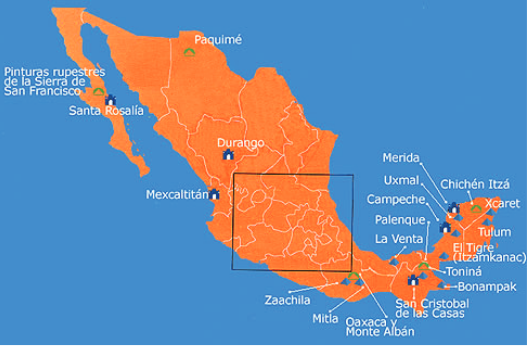 Paquimé
Pinturas rupestres
de la Sierra de
San Francisco
Santa Rosalía
Durango
Mexcaltitán
Merida
Uxmal
Chichén Itzá
Campeche
Xcaret
Palenque
Tulum
La Venta
El Tigre
(Itzamkanac)
Toniná
Bonampak
Zaachila
Mitla
San Cristobal
de las Casas
Oaxaca y
Monte Albán